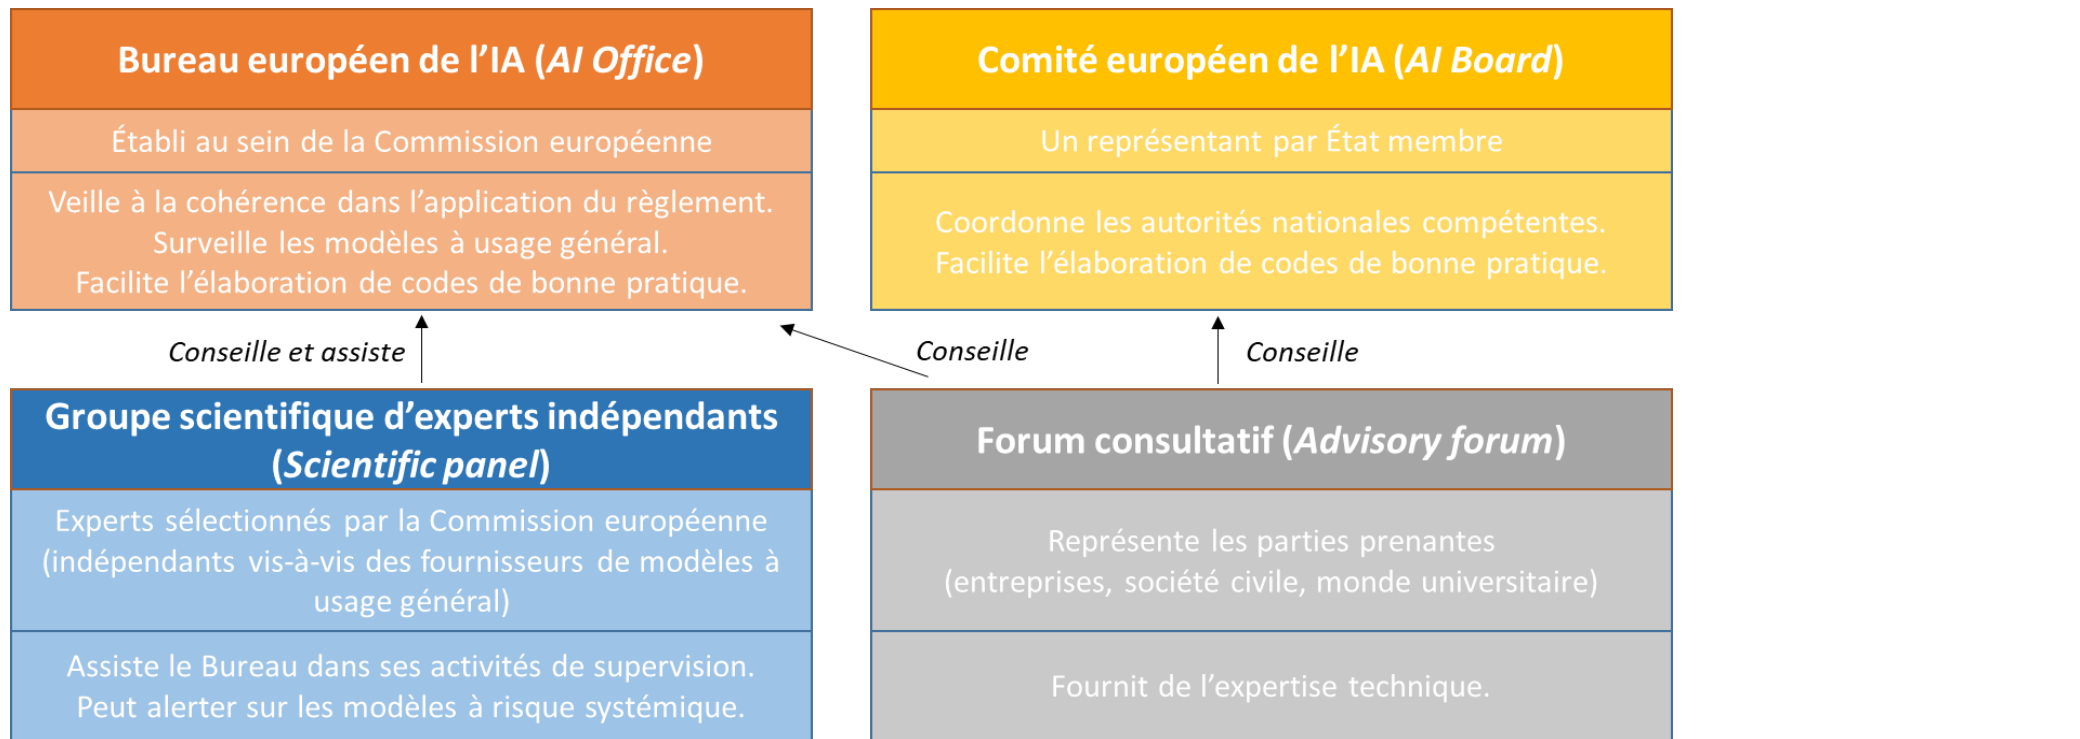 Bureau européen de l’IA (AI Office)
Établi au sein de la Commission européenne
Veille à la cohérence dans l’application du règlement.
Surveille les modèles à usage général.
Facilite l’élaboration de codes de bonne pratique.
Comité européen de l’IA (AI Board)
Un représentant par État membre
Coordonne les autorités nationales compétentes.
Facilite l’élaboration de codes de bonne pratique.
Conseille et assiste
Conseille
Conseille
Groupe scientifique d’experts indépendants
(Scientific panel)
Experts sélectionnés par la Commission européenne
(indépendants vis-à-vis des fournisseurs de modèles à
usage général)
Assiste le Bureau dans ses activités de supervision.
Peut alerter sur les modèles à risque systémique.
Forum consultatif (Advisory forum)
Représente les parties prenantes
(entreprises, société civile, monde universitaire)
Fournit de l’expertise technique.